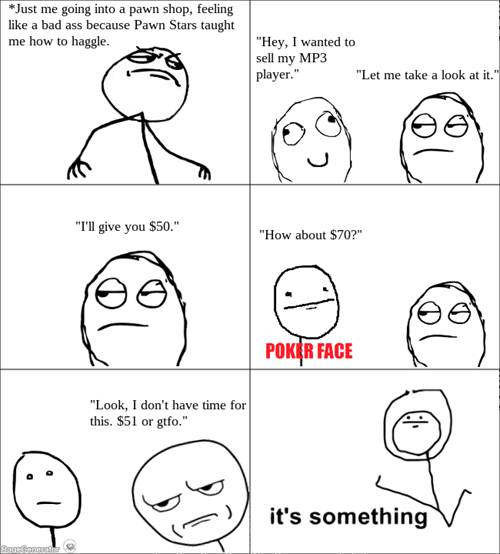 *Just me going into a pawn shop, feeling
like a bad ass because Pawn Stars taught
me how to haggle.
"Hey, I wanted to
sell my MP3
player."
"Let me take a look at it."
"I'll give you $50."
"How about $70?"
POKER FACE
"Look, I don't have time for
this. $51 or gtfo."
it's something
RageGenerator